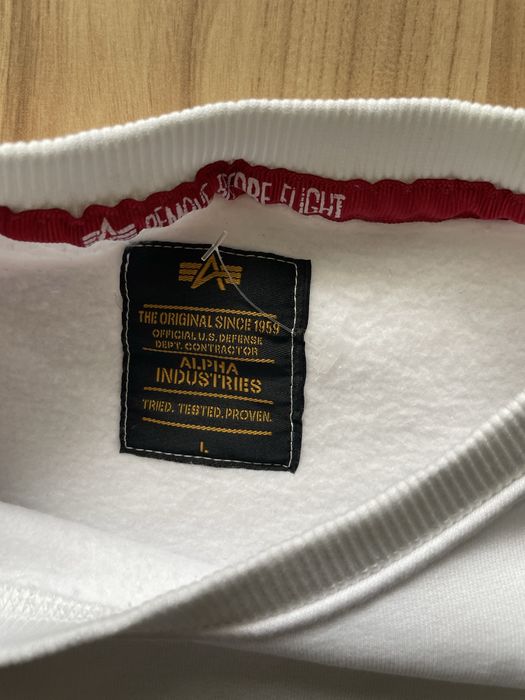 REMOVE BEFORE FLIGHT
THE ORIGINAL SINCE 1959
OFFICIAL U.S. DEFENSE
DEPT. CONTRACTOR
ALPHA
INDUSTRIES
TRIED. TESTED. PROVEN.
L